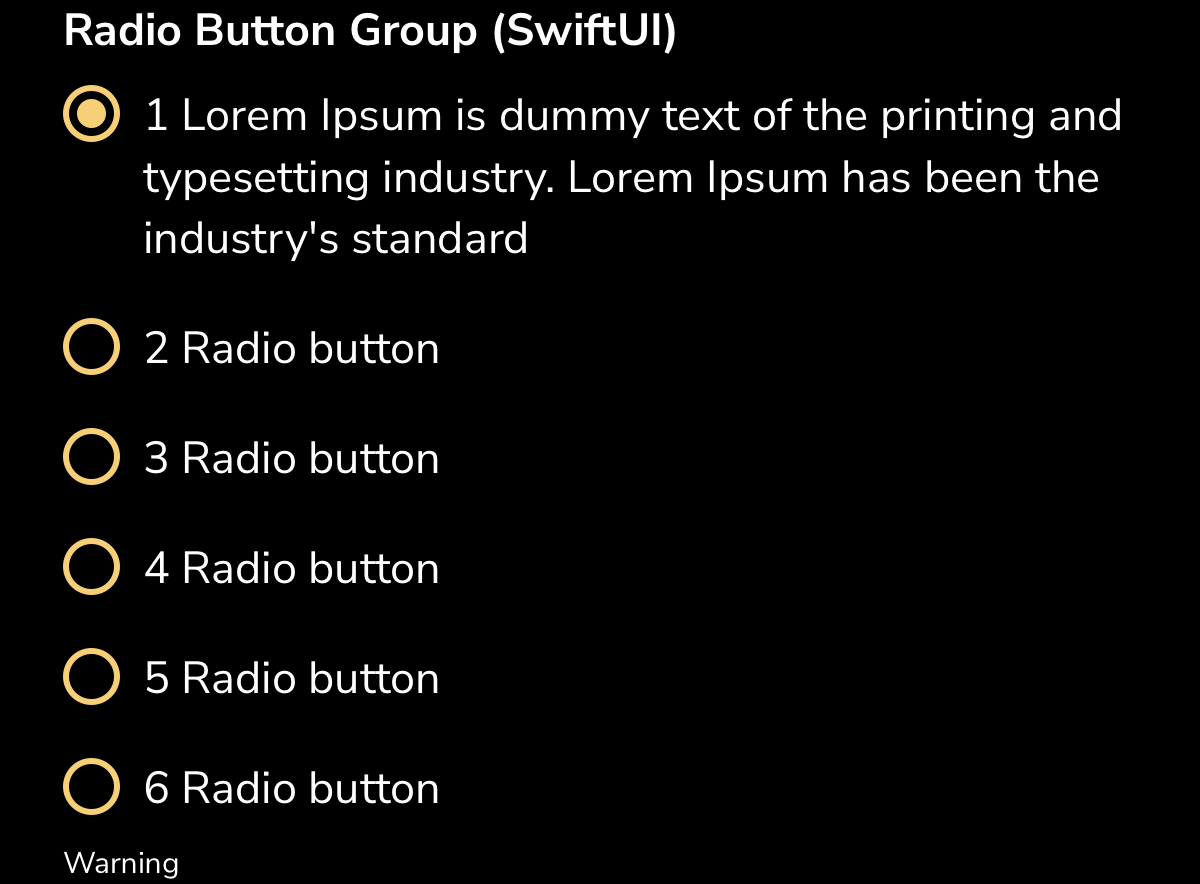 Radio Button Group (SwiftUI)
1 Lorem Ipsum is dummy text of the printing and
typesetting industry. Lorem Ipsum has been the
industry's standard
2 Radio button
3 Radio button
4 Radio button
5 Radio button
6 Radio button
Warning